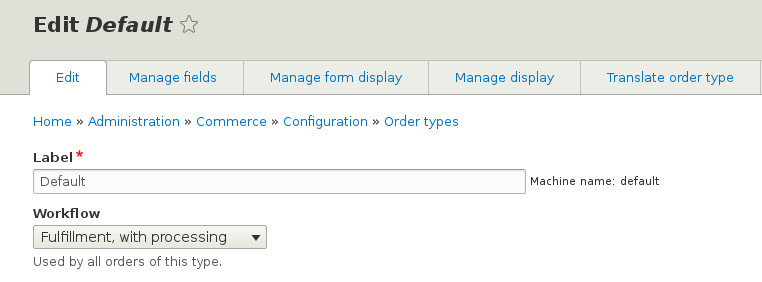 Edit Default
Edit Manage fields Manage form display Manage display Translate order type
Home » Administration » Commerce » Configuration » Order types
Label *
Default Machine name: default
Workflow
Fulfillment, with processing
Used by all orders of this type.